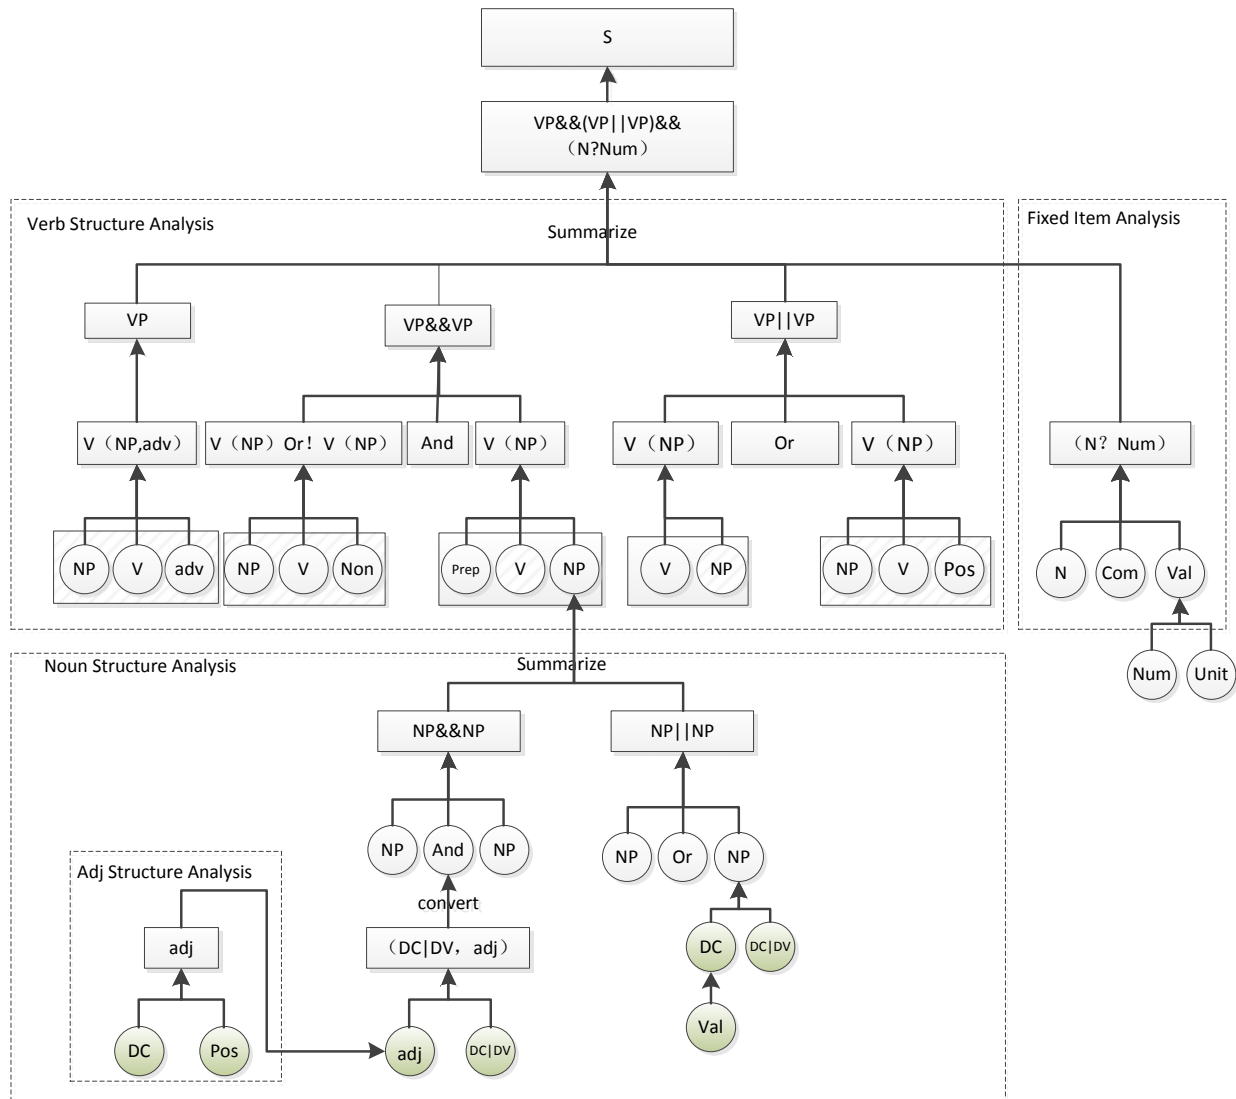 S
VP&&(VP||VP)&&
（N?Num）
Verb Structure Analysis
Summarize
Fixed Item Analysis
VP
VP&&VP
VP||VP
V（NP,adv）
V（NP）Or！V（NP）
And
V（NP）
V（NP）
Or
V（NP）
（N？Num）
NP
V
adv
NP
V
Non
Prep
V
NP
V
NP
NP
V
Pos
N
Com
Val
Num
Unit
Noun Structure Analysis
Summarize
NP&&NP
NP||NP
NP
And
NP
NP
Or
NP
Adj Structure Analysis
convert
adj
（DC|DV，adj）
DC
DC|DV
Val
DC
Pos
adj
DC|DV